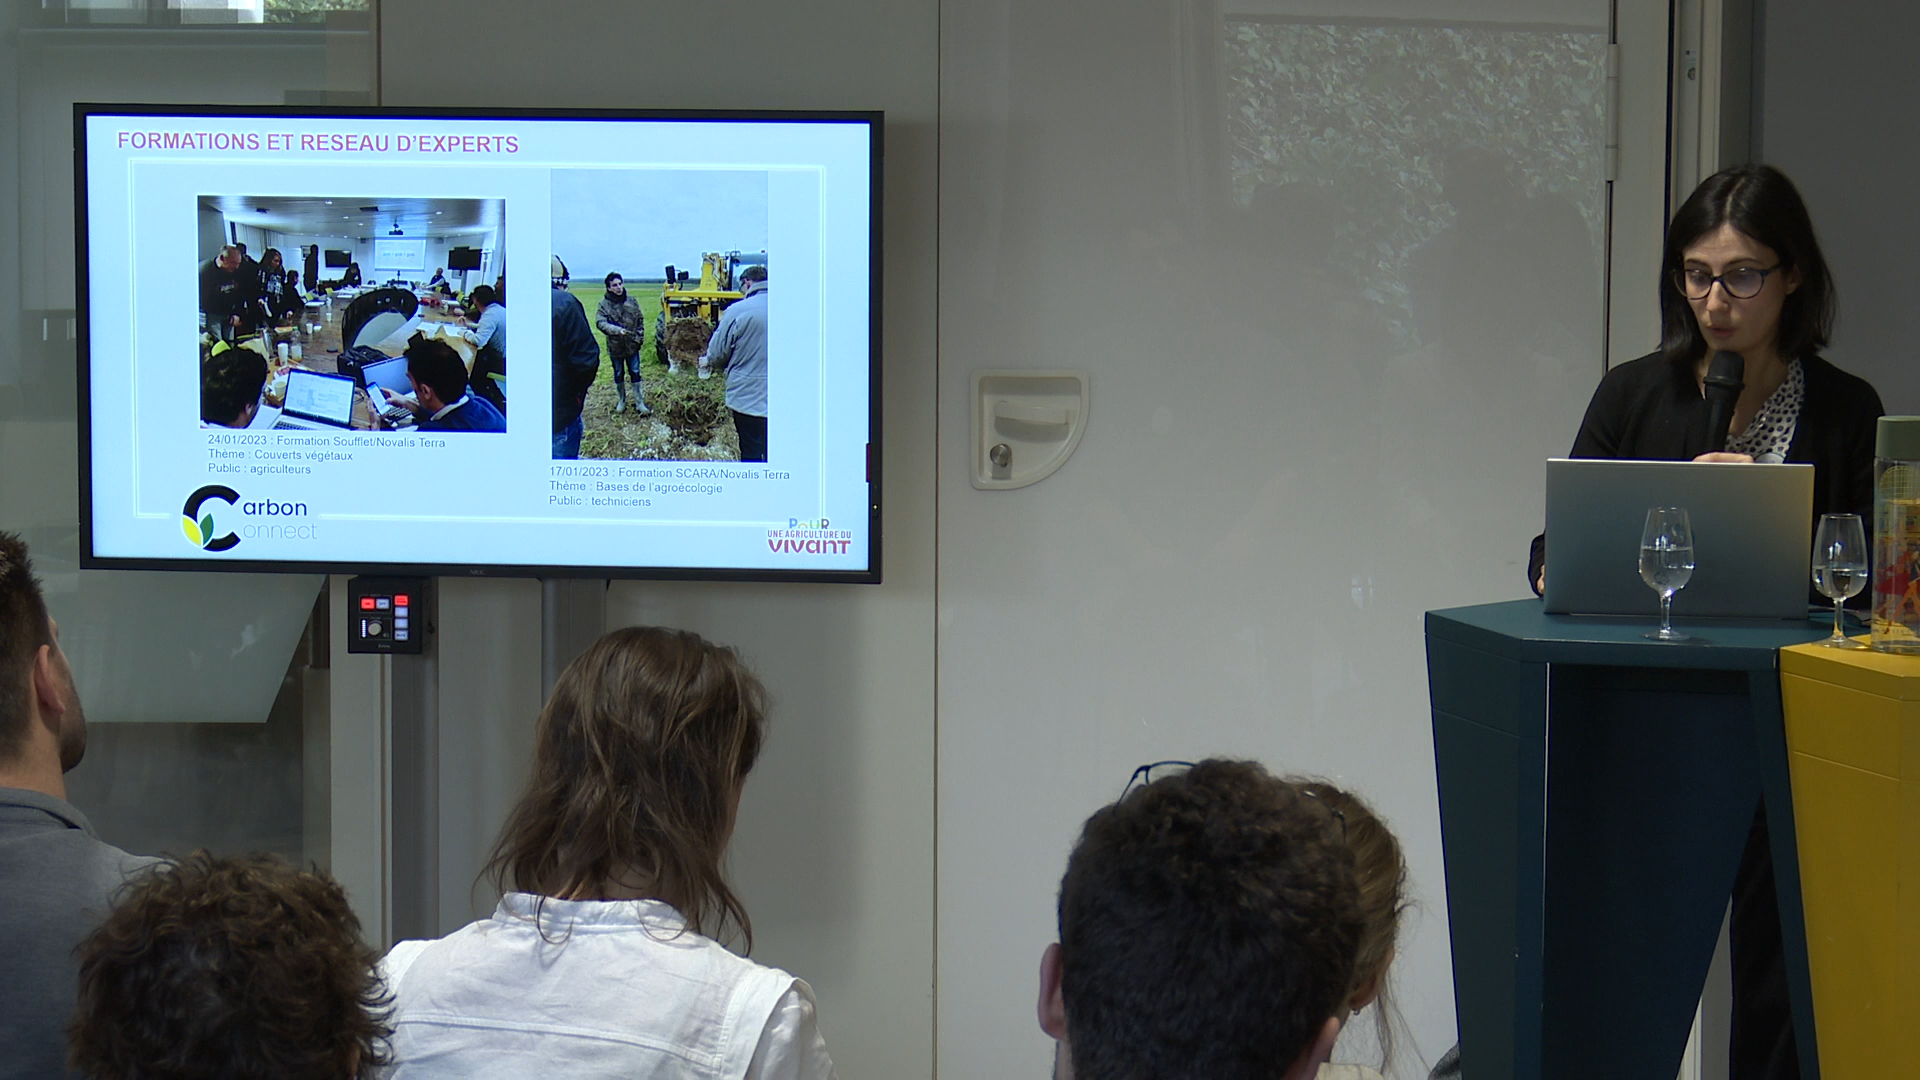 FORMATIONS ET RESEAU D'EXPERTS
24/01/2023 : Formation Soufflet/Novalis Terra
Thème : Couverts végétaux
Public : agriculteurs
17/01/2023 : Formation SCARA/Novalis Terra
Thème : Bases de l'agroécologie
Public : techniciens
Carbon
Connect
POUR
UNE AGRICULTURE DU
VIVANT
NEC